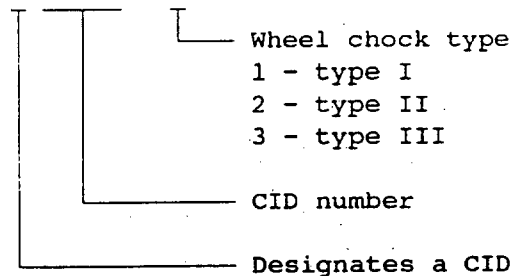 Wheel chock type
1 - type I
2 - type II
3 - type III
CID number
Designates a CID